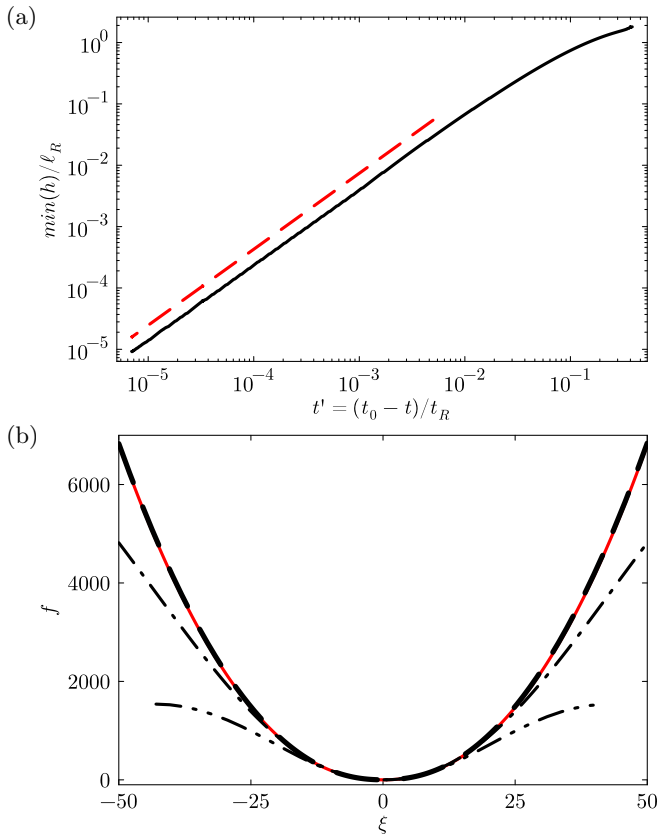 (a)
10^0
10^{-1}
10^{-2}
10^{-3}
10^{-4}
10^{-5}
min(h)/ℓ_R
10^{-5} 10^{-4} 10^{-3} 10^{-2} 10^{-1}
t' = (t_0 − t)/t_R
(b)
6000
4000
2000
0
f
−50 −25 0 25 50
ξ